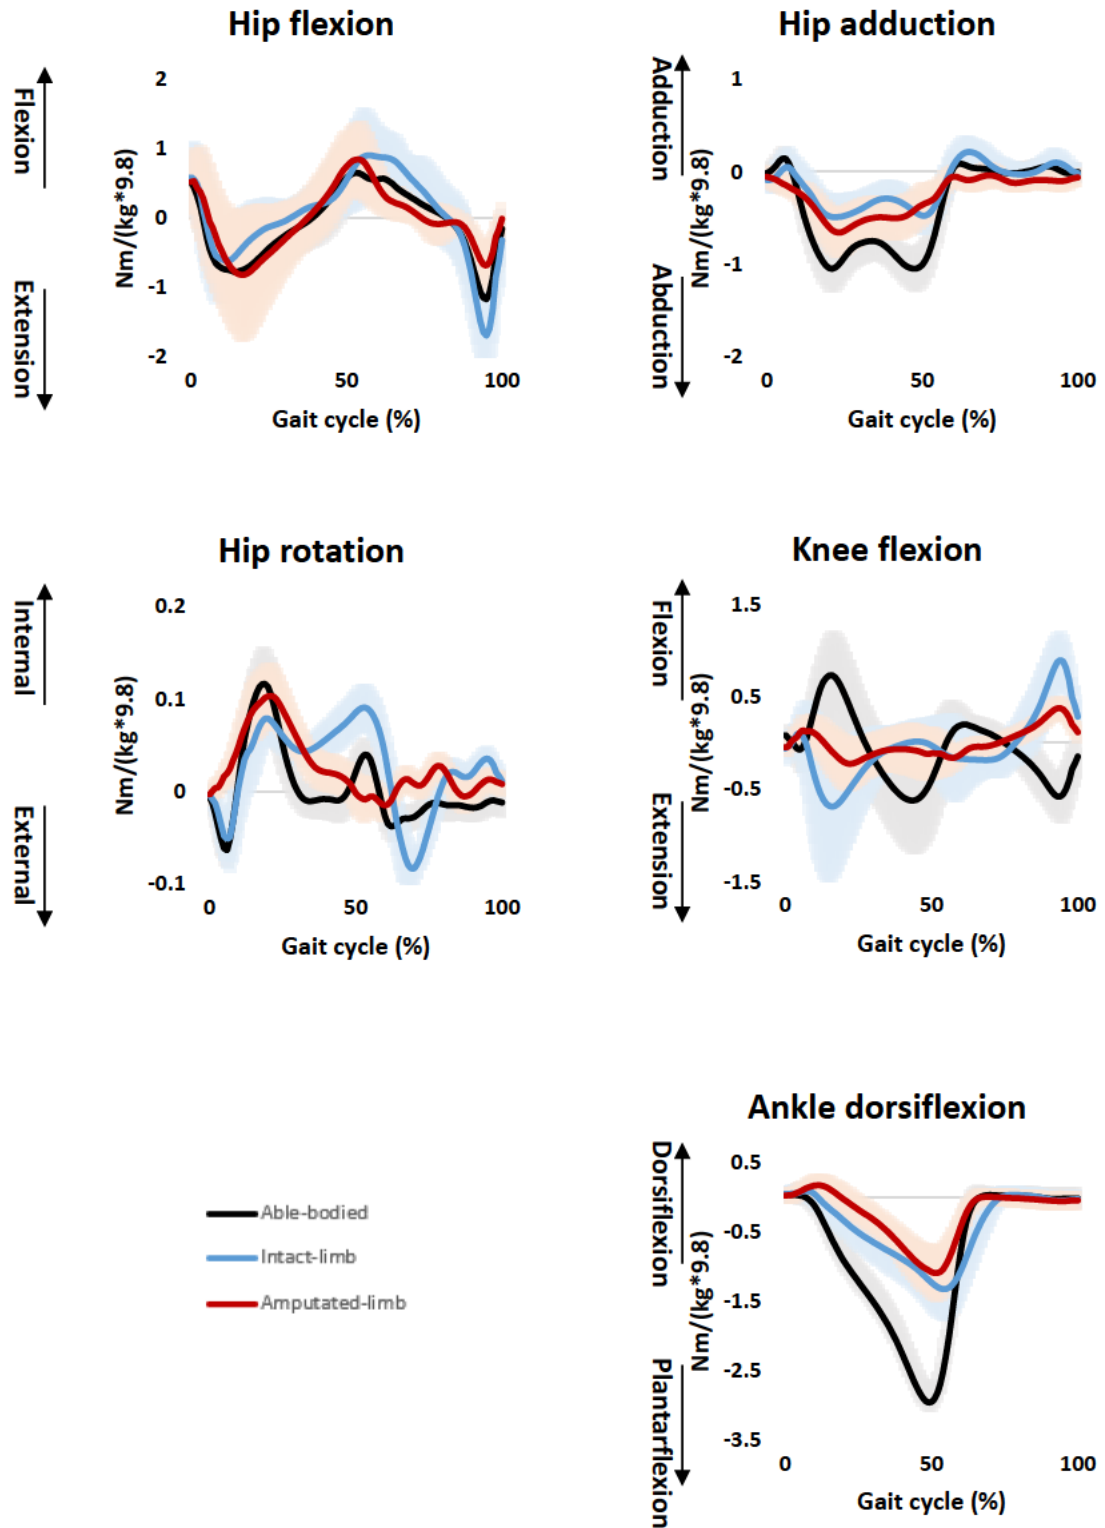 Hip flexion
Flexion
Extension
Nm/(kg*9.8)
2
1
0
-1
-2
0 50 100
Gait cycle (%)
Hip adduction
Adduction
Abduction
Nm/(kg*9.8)
1
0
-1
-2
0 50 100
Gait cycle (%)
Hip rotation
Internal
External
Nm/(kg*9.8)
0.2
0.1
0
-0.1
0 50 100
Gait cycle (%)
Knee flexion
Flexion
Extension
Nm/(kg*9.8)
1.5
0.5
-0.5
-1.5
0 50 100
Gait cycle (%)
Able-bodied
Intact-limb
Amputated-limb
Ankle dorsiflexion
Dorsiflexion
Plantarflexion
Nm/(kg*9.8)
0.5
-0.5
-1.5
-2.5
-3.5
0 50 100
Gait cycle (%)